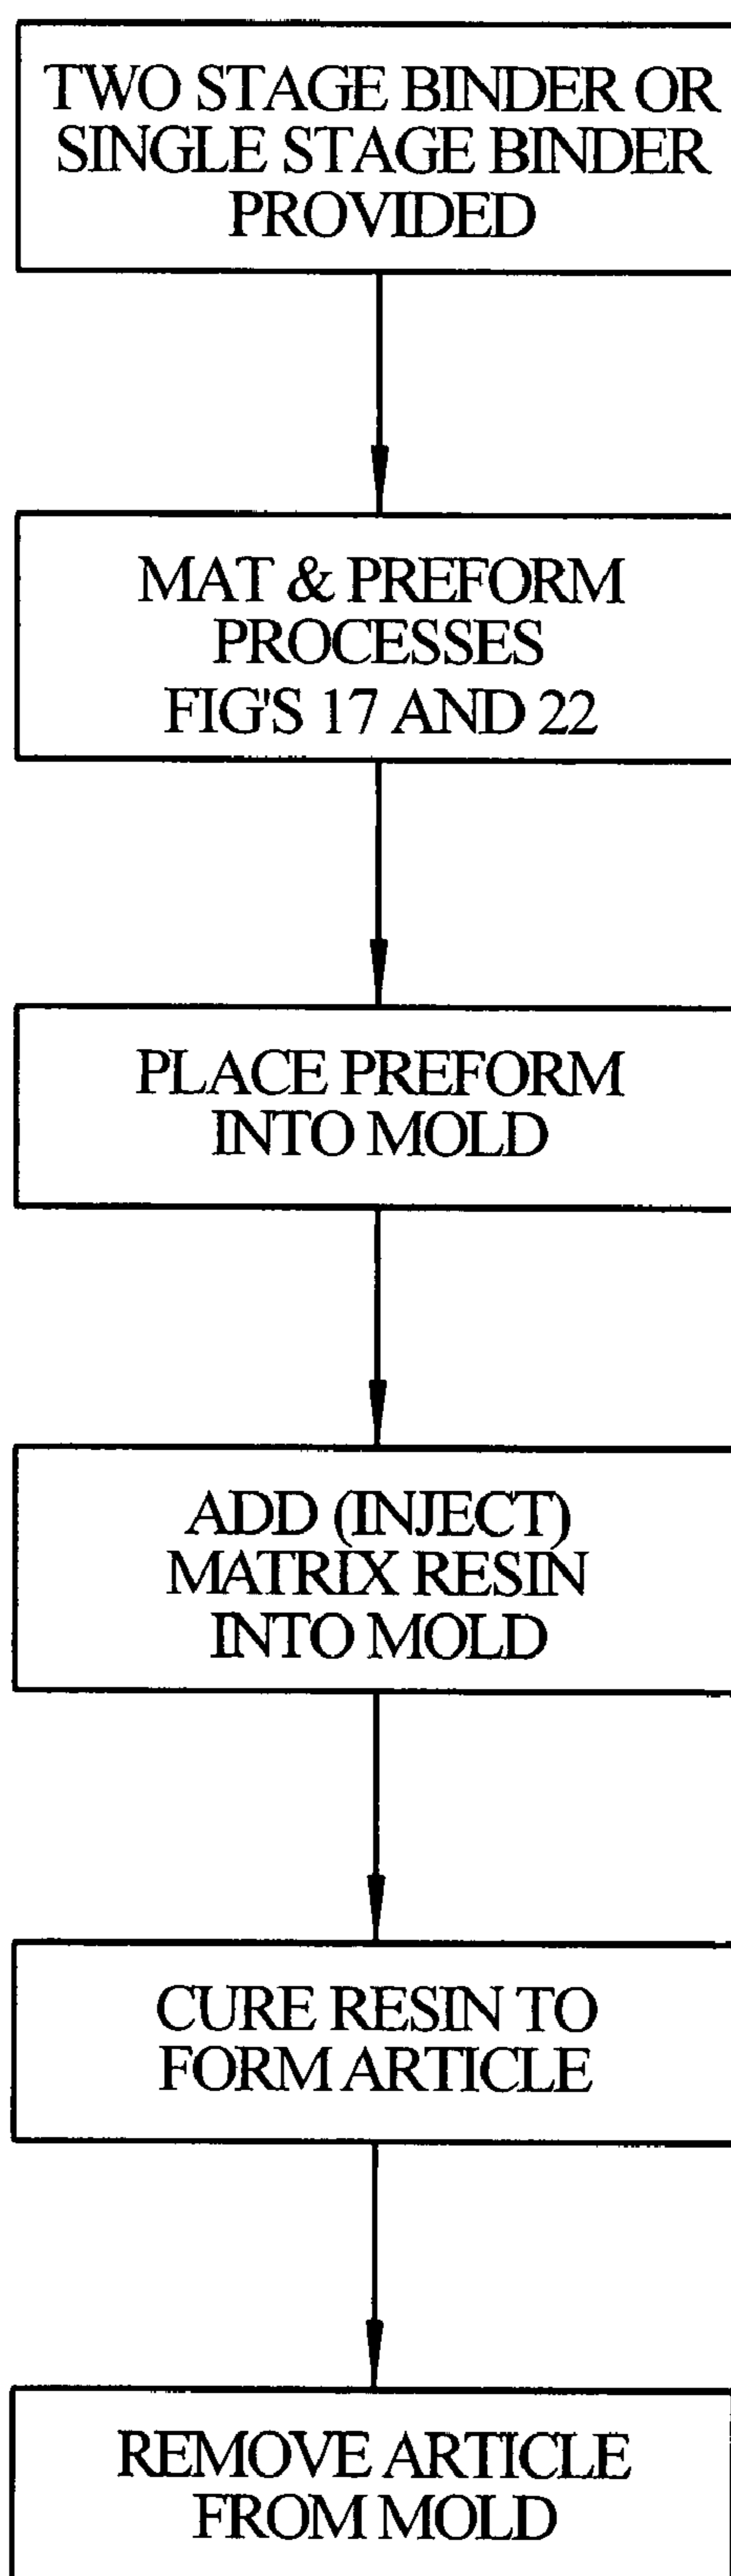 TWO STAGE BINDER OR
SINGLE STAGE BINDER
PROVIDED
MAT & PREFORM
PROCESSES
FIG'S 17 AND 22
PLACE PREFORM
INTO MOLD
ADD (INJECT)
MATRIX RESIN
INTO MOLD
CURE RESIN TO
FORM ARTICLE
REMOVE ARTICLE
FROM MOLD